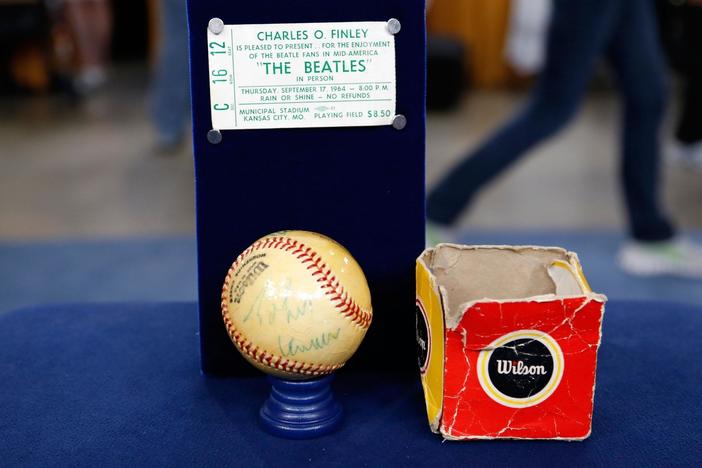 CHARLES O. FINLEY
IS PLEASED TO PRESENT... FOR THE ENJOYMENT
OF THE BEATLE FANS IN MID-AMERICA
"THE BEATLES"
IN PERSON
THURSDAY, SEPTEMBER 17, 1964 — 8:00 P.M.
RAIN OR SHINE — NO REFUNDS
MUNICIPAL STADIUM
KANSAS CITY, MO.
PLAYING FIELD $8.50
C 16 12
Wilson
Wilson